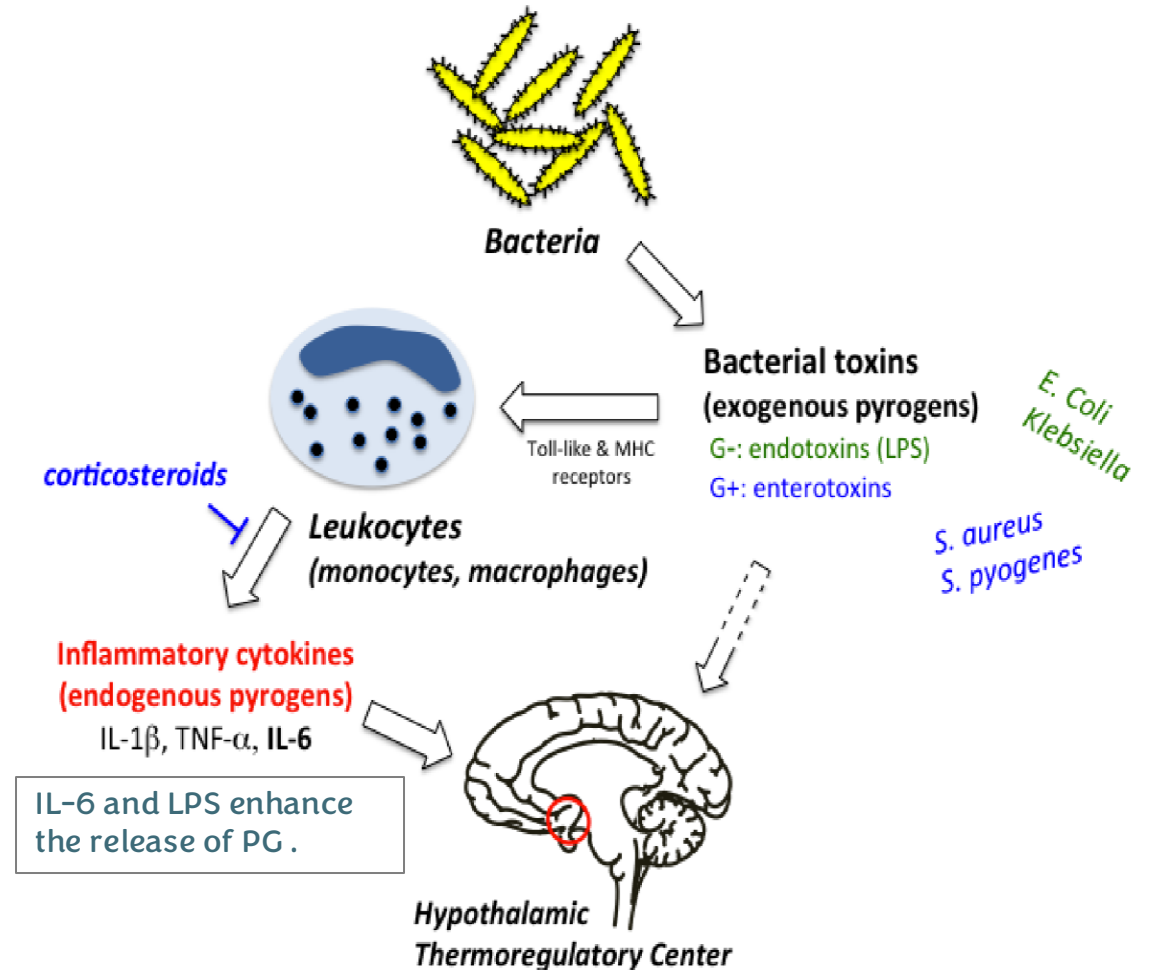 Bacteria
Bacterial toxins
(exogenous pyrogens)
G-: endotoxins (LPS)
G+: enterotoxins
E. Coli
Klebsiella
S. aureus
S. pyogenes
Toll-like & MHC
receptors
corticosteroids
Leukocytes
(monocytes, macrophages)
Inflammatory cytokines
(endogenous pyrogens)
IL-1β, TNF-α, IL-6
IL-6 and LPS enhance
the release of PG .
Hypothalamic
Thermoregulatory Center